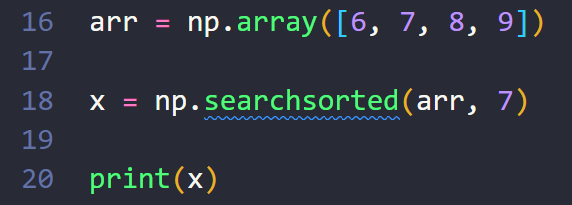 16 arr = np.array([6, 7, 8, 9])
17
18 x = np.searchsorted(arr, 7)
19
20 print(x)